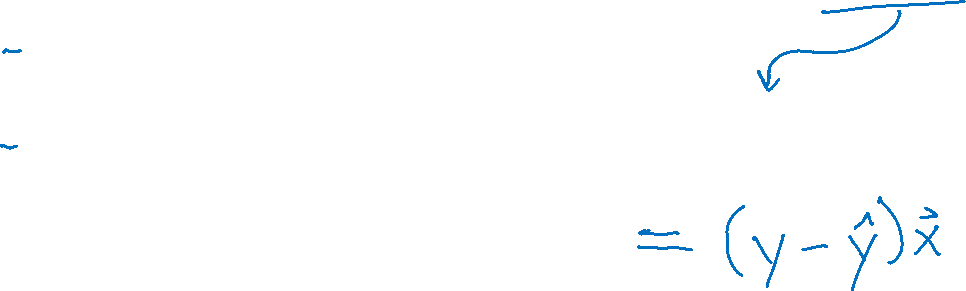 = (y - ŷ) x⃗